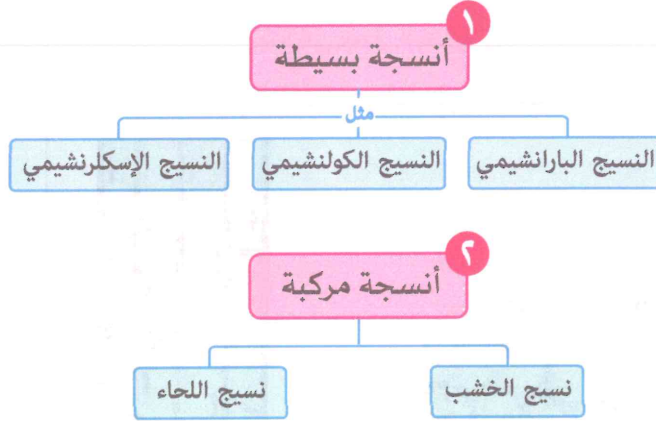 ١
أنسجة بسيطة
مثل
النسيج البارانشيمي
النسيج الكولنشيمي
النسيج الإسكلرنشيمي
٢
أنسجة مركبة
نسيج الخشب
نسيج اللحاء